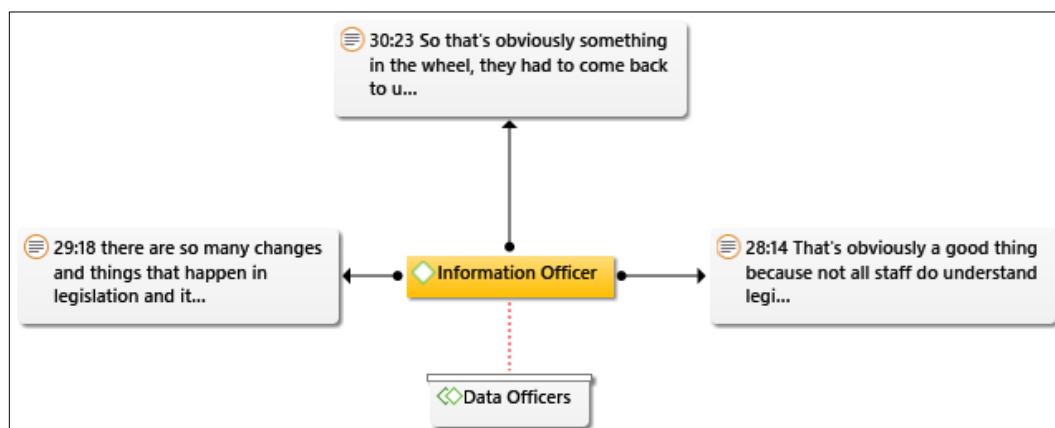 30:23 So that's obviously something
in the wheel, they had to come back
to u...
29:18 there are so many changes
and things that happen in
legislation and it...
Information Officer
28:14 That's obviously a good thing
because not all staff do understand
legi...
Data Officers